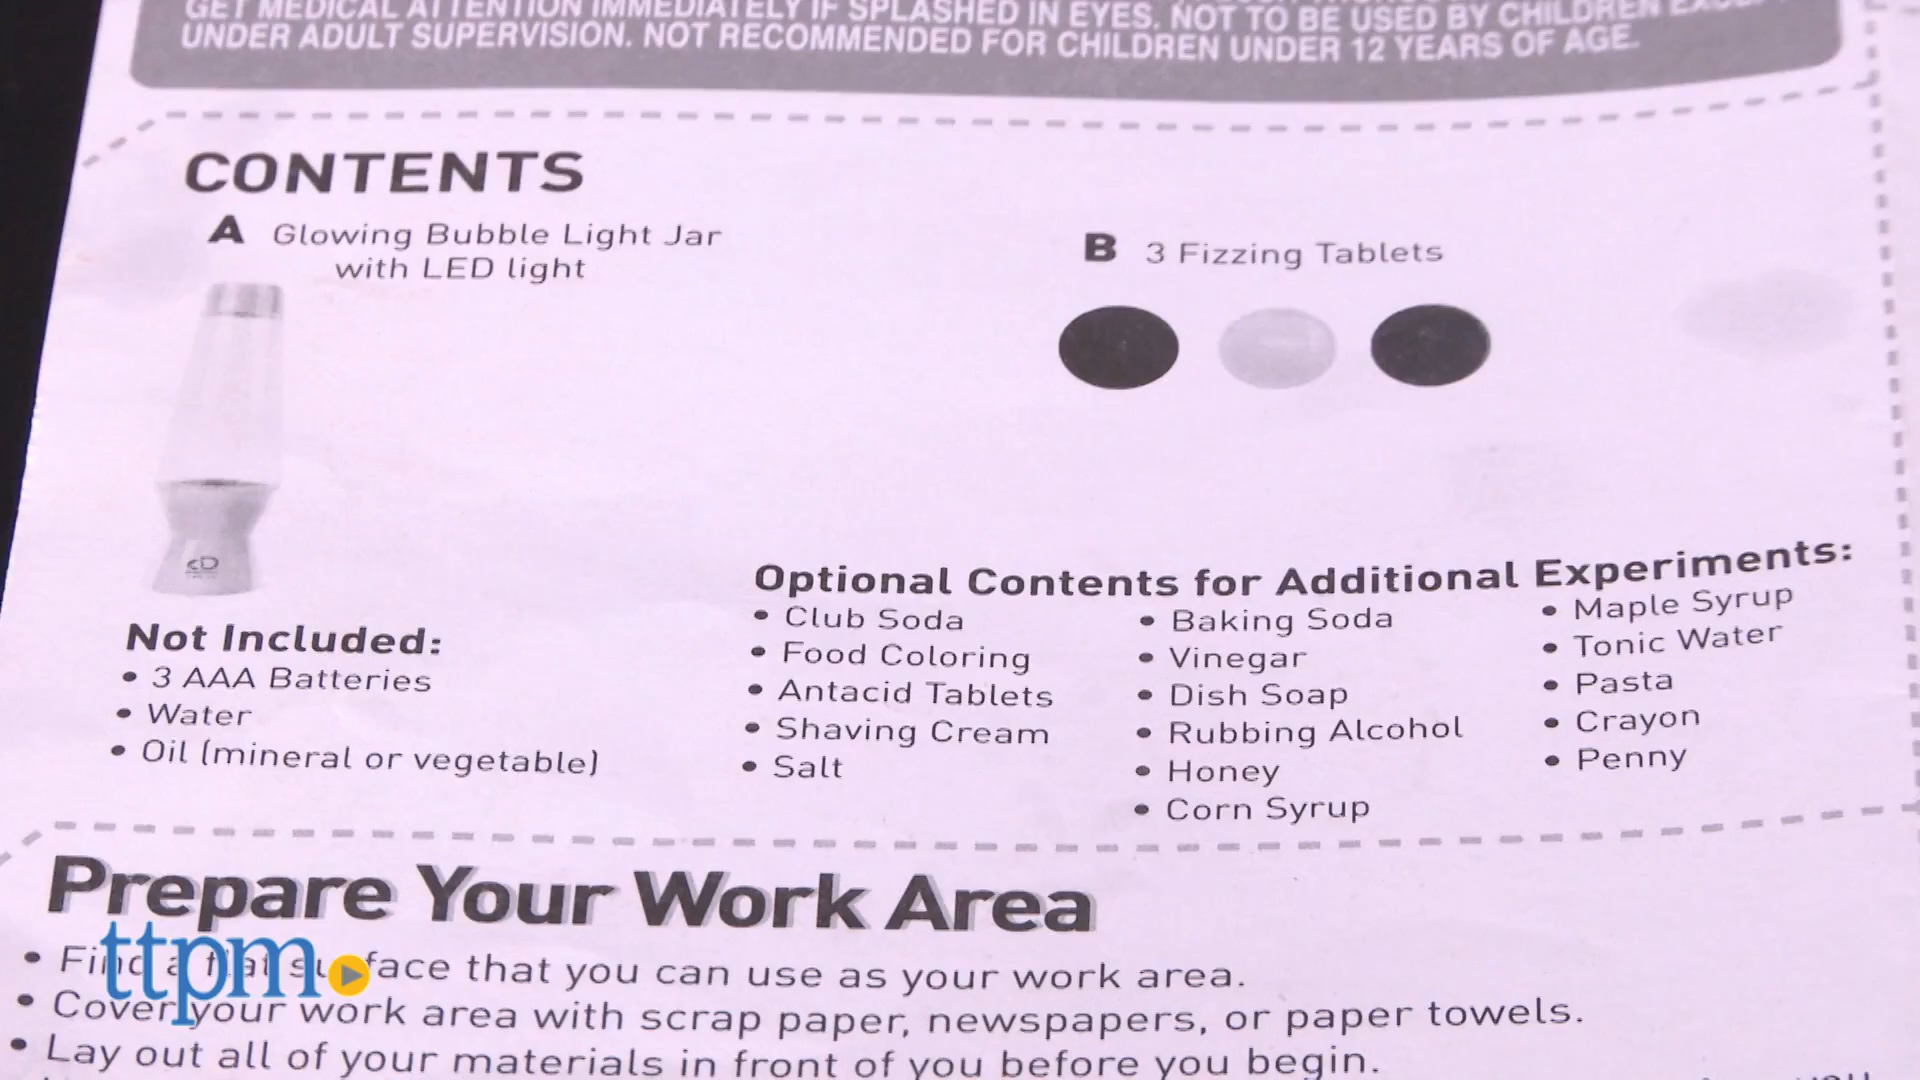 GET MEDICAL ATTENTION IMMEDIATELY IF SPLASHED IN EYES. NOT TO BE USED BY CHILDREN
UNDER ADULT SUPERVISION. NOT RECOMMENDED FOR CHILDREN UNDER 12 YEARS OF AGE.
CONTENTS
A Glowing Bubble Light Jar
with LED light
B 3 Fizzing Tablets
Not Included:
• 3 AAA Batteries
• Water
• Oil (mineral or vegetable)
Optional Contents for Additional Experiments:
• Club Soda
• Food Coloring
• Antacid Tablets
• Shaving Cream
• Salt
• Baking Soda
• Vinegar
• Dish Soap
• Rubbing Alcohol
• Honey
• Corn Syrup
• Maple Syrup
• Tonic Water
• Pasta
• Crayon
• Penny
Prepare Your Work Area
• Find a flat surface that you can use as your work area.
• Cover your work area with scrap paper, newspapers, or paper towels.
• Lay out all of your materials in front of you before you begin.
ttpm